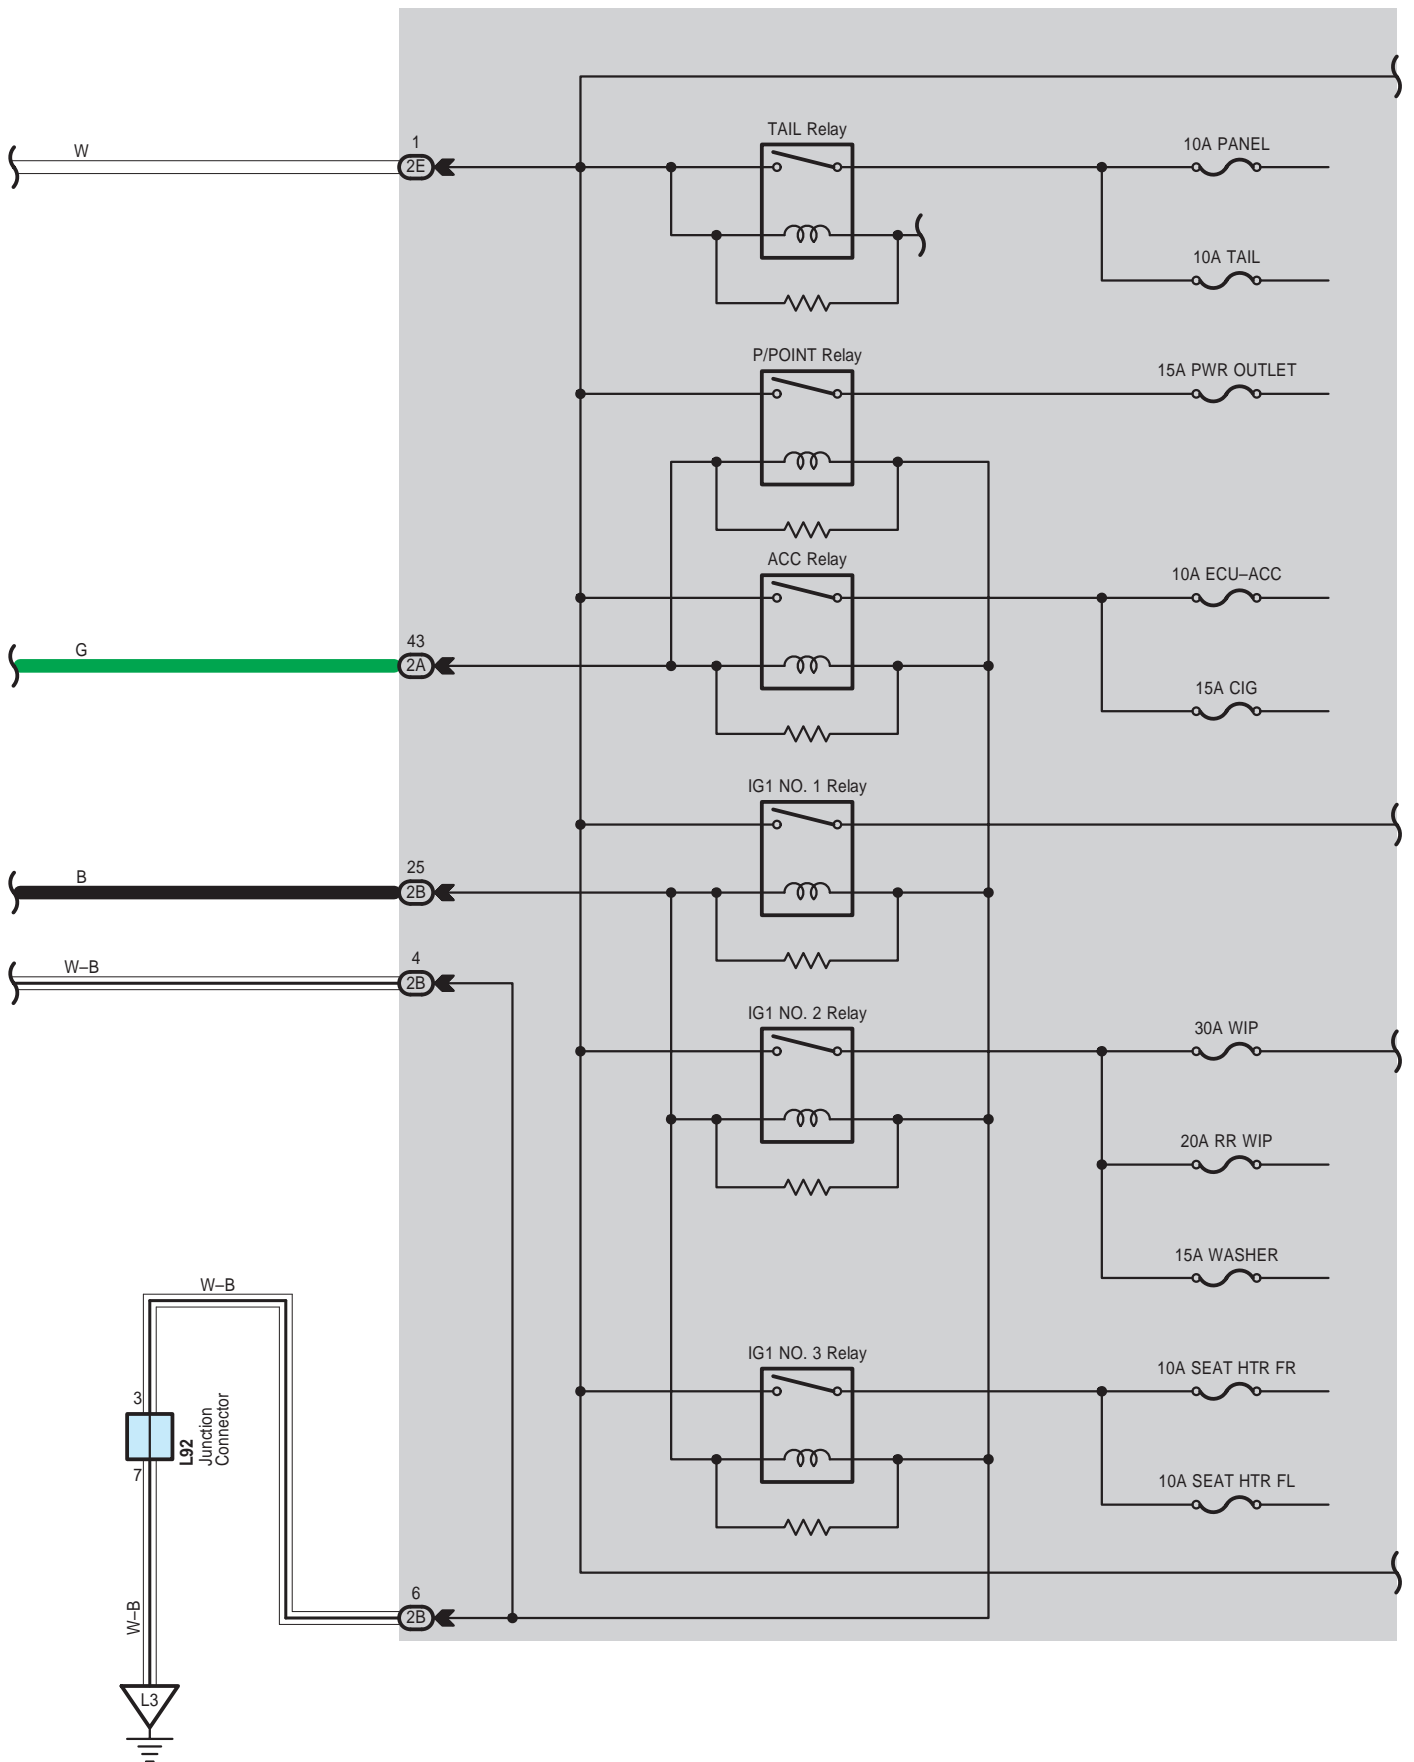 TAIL Relay
1
10A PANEL
W
2E
10A TAIL
P/POINT Relay
15A PWR OUTLET
ACC Relay
10A ECU–ACC
43
G
2A
15A CIG
IG1 NO. 1 Relay
25
B
2B
4
W–B
2B
IG1 NO. 2 Relay
30A WIP
20A RR WIP
15A WASHER
W–B
IG1 NO. 3 Relay
10A SEAT HTR FR
3
L92
Junction
Connector
7
10A SEAT HTR FL
6
W–B
2B
L3